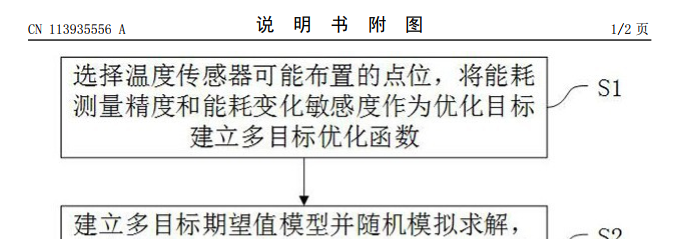 CN 113935556 A
说 明 书 附 图
1/2 页
选择温度传感器可能布置的点位，将能耗
测量精度和能耗变化敏感度作为优化目标
建立多目标优化函数
S1
建立多目标期望值模型并随机模拟求解，
S2